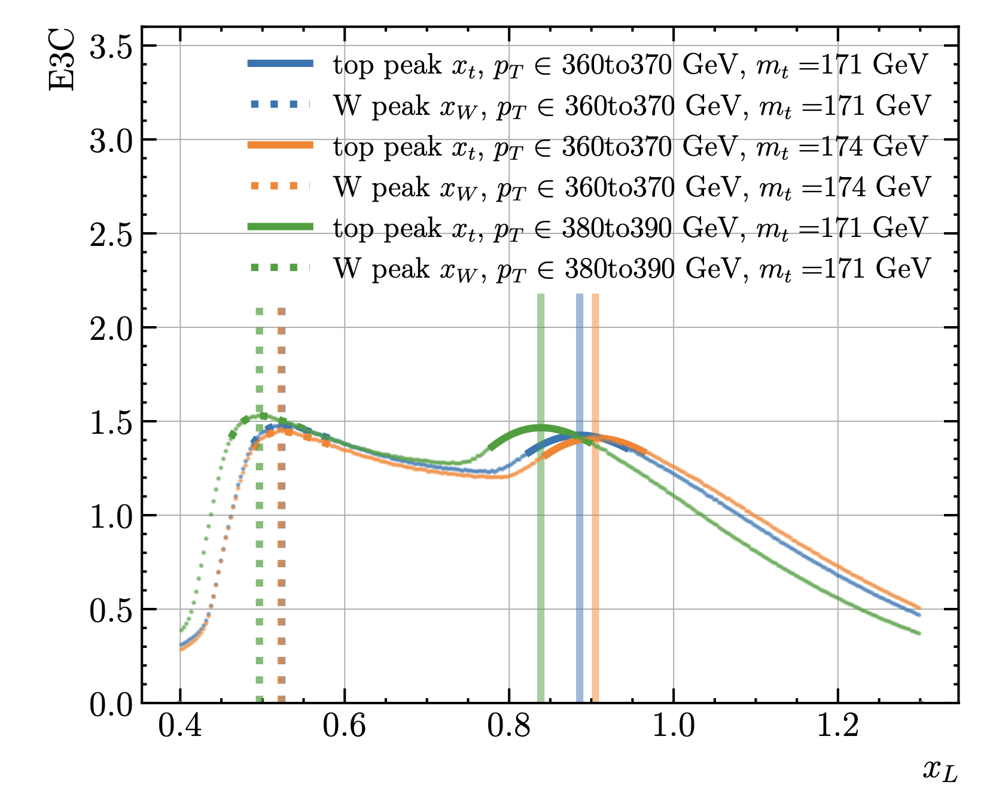 E3C
3.5
3.0
2.5
2.0
1.5
1.0
0.5
0.0
top peak x_t, p_T ∈ 360to370 GeV, m_t =171 GeV
W peak x_W, p_T ∈ 360to370 GeV, m_t =171 GeV
top peak x_t, p_T ∈ 360to370 GeV, m_t =174 GeV
W peak x_W, p_T ∈ 360to370 GeV, m_t =174 GeV
top peak x_t, p_T ∈ 380to390 GeV, m_t =171 GeV
W peak x_W, p_T ∈ 380to390 GeV, m_t =171 GeV
0.4 0.6 0.8 1.0 1.2
x_L